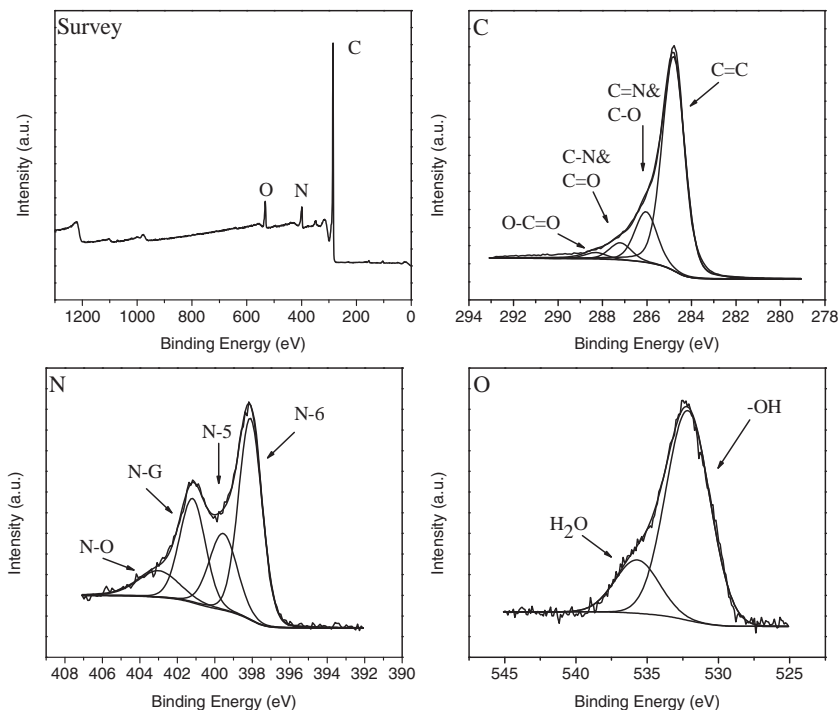 Survey
C
O
N
Intensity (a.u.)
1200
1000
800
600
400
200
0
Binding Energy (eV)
C
C=C
C=N&
C-O
C-N&
C=O
O-C=O
Intensity (a.u.)
294
292
290
288
286
284
282
280
278
Binding Energy (eV)
N
N-6
N-5
N-G
N-O
Intensity (a.u.)
408
406
404
402
400
398
396
394
392
390
Binding Energy (eV)
O
-OH
H2O
Intensity (a.u.)
545
540
535
530
525
Binding Energy (eV)